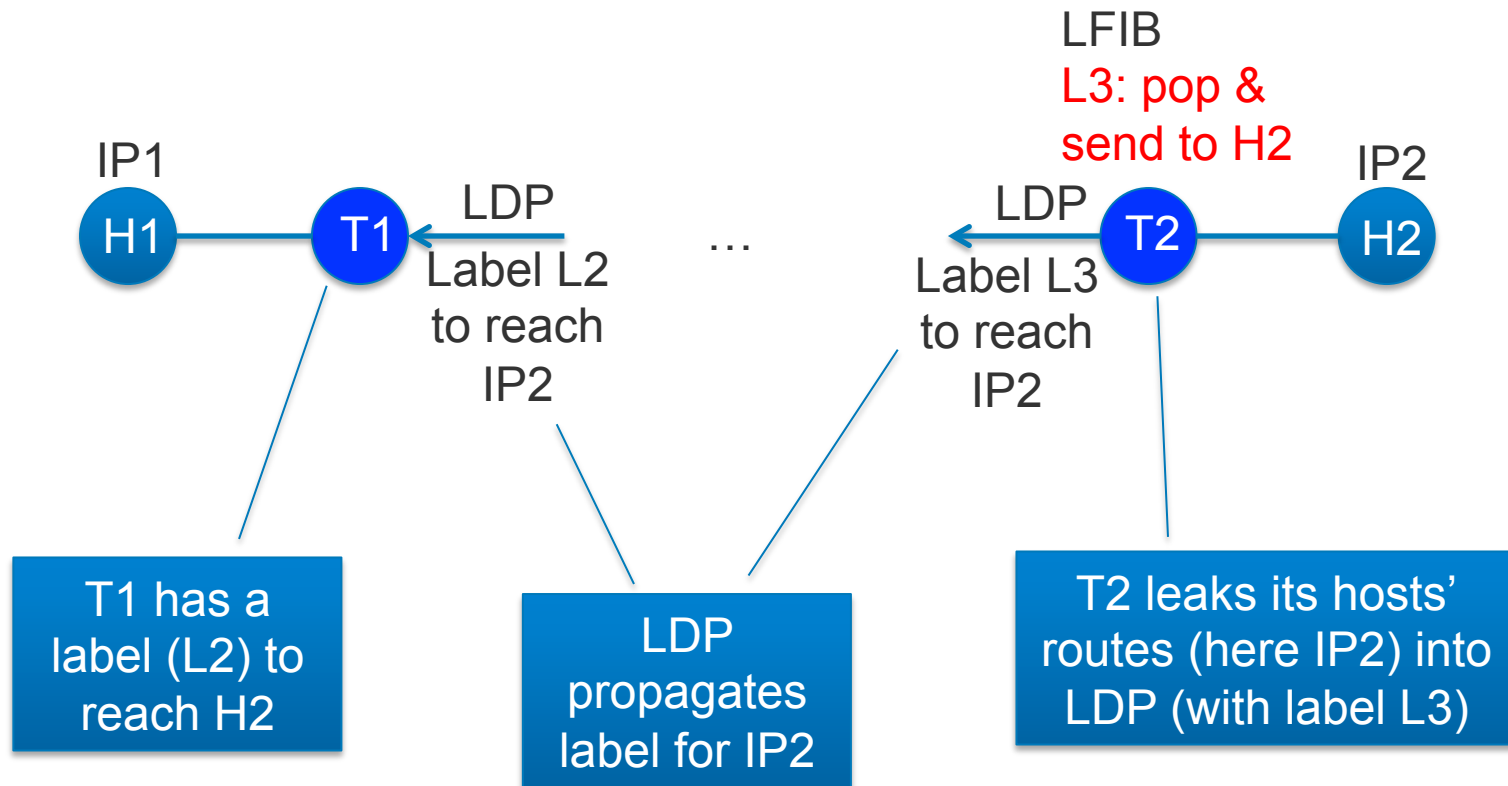 LFIB
L3: pop &
send to H2
IP1
H1
T1
LDP
Label L2
to reach
IP2
...
LDP
Label L3
to reach
IP2
T2
IP2
H2
T1 has a
label (L2) to
reach H2
LDP
propagates
label for IP2
T2 leaks its hosts’
routes (here IP2) into
LDP (with label L3)